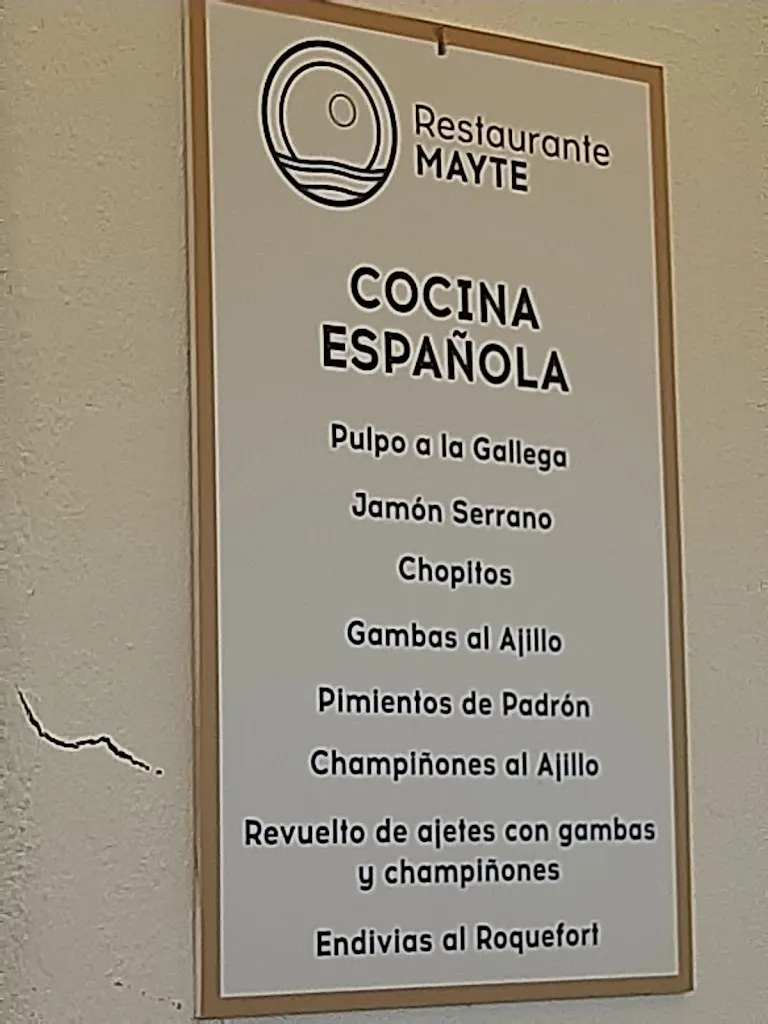 Restaurante
MAYTE
COCINA
ESPAÑOLA
Pulpo a la Gallega
Jamón Serrano
Chopitos
Gambas al Ajillo
Pimientos de Padrón
Champiñones al Ajillo
Revuelto de ajetes con gambas
y champiñones
Endivias al Roquefort